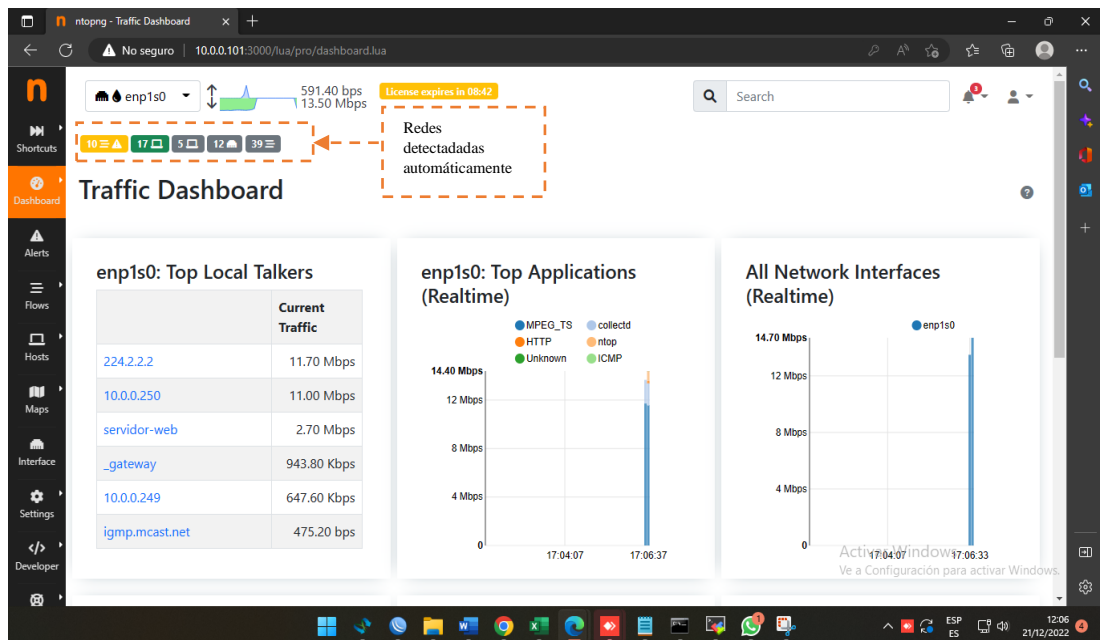 ntopng - Traffic Dashboard
No seguro
10.0.0.101:3000/lua/pro/dashboard.lua
n
enp1s0
591.40 bps
13.50 Mbps
License expires in 08:42
Search
3
10
17
5
12
39
Redes
detectadadas
automáticamente
Shortcuts
Dashboard
Alerts
Flows
Hosts
Maps
Interface
Settings
Developer
Traffic Dashboard
enp1s0: Top Local Talkers
Current
Traffic
224.2.2.2 11.70 Mbps
10.0.0.250 11.00 Mbps
servidor-web 2.70 Mbps
_gateway 943.80 Kbps
10.0.0.249 647.60 Kbps
igmp.mcast.net 475.20 bps
enp1s0: Top Applications
(Realtime)
MPEG_TS collectd
HTTP ntop
Unknown ICMP
14.40 Mbps
12 Mbps
8 Mbps
4 Mbps
0
17:04:07 17:06:37
All Network Interfaces
(Realtime)
enp1s0
14.70 Mbps
12 Mbps
8 Mbps
4 Mbps
0
17:04:07 17:06:33
Activar Windows
Ve a Configuración para activar Windows.
1
ESP
ES
12:06
21/12/2022
4